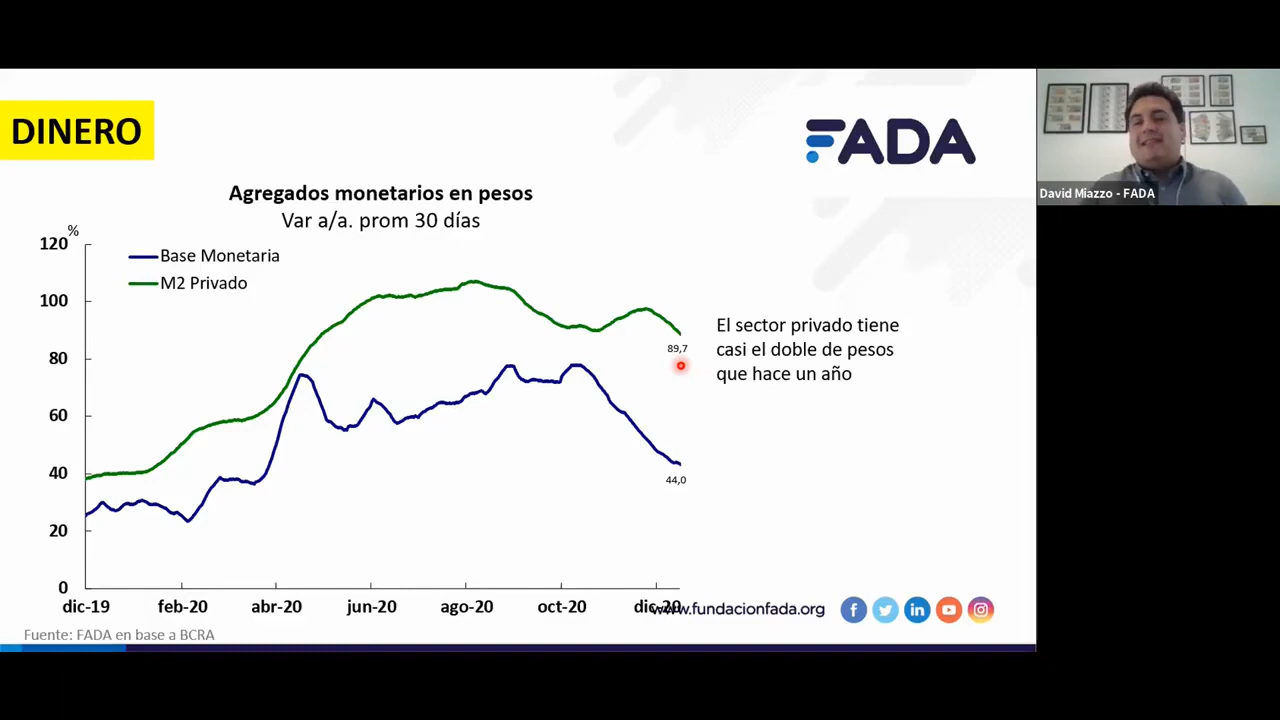 DINERO
FADA
Agregados monetarios en pesos
Var a/a. prom 30 días
%
120
100
80
60
40
20
0
Base Monetaria
M2 Privado
89,7
44,0
dic-19 feb-20 abr-20 jun-20 ago-20 oct-20 dic-20
El sector privado tiene
casi el doble de pesos
que hace un año
www.fundacionfada.org
Fuente: FADA en base a BCRA
David Miazzo - FADA